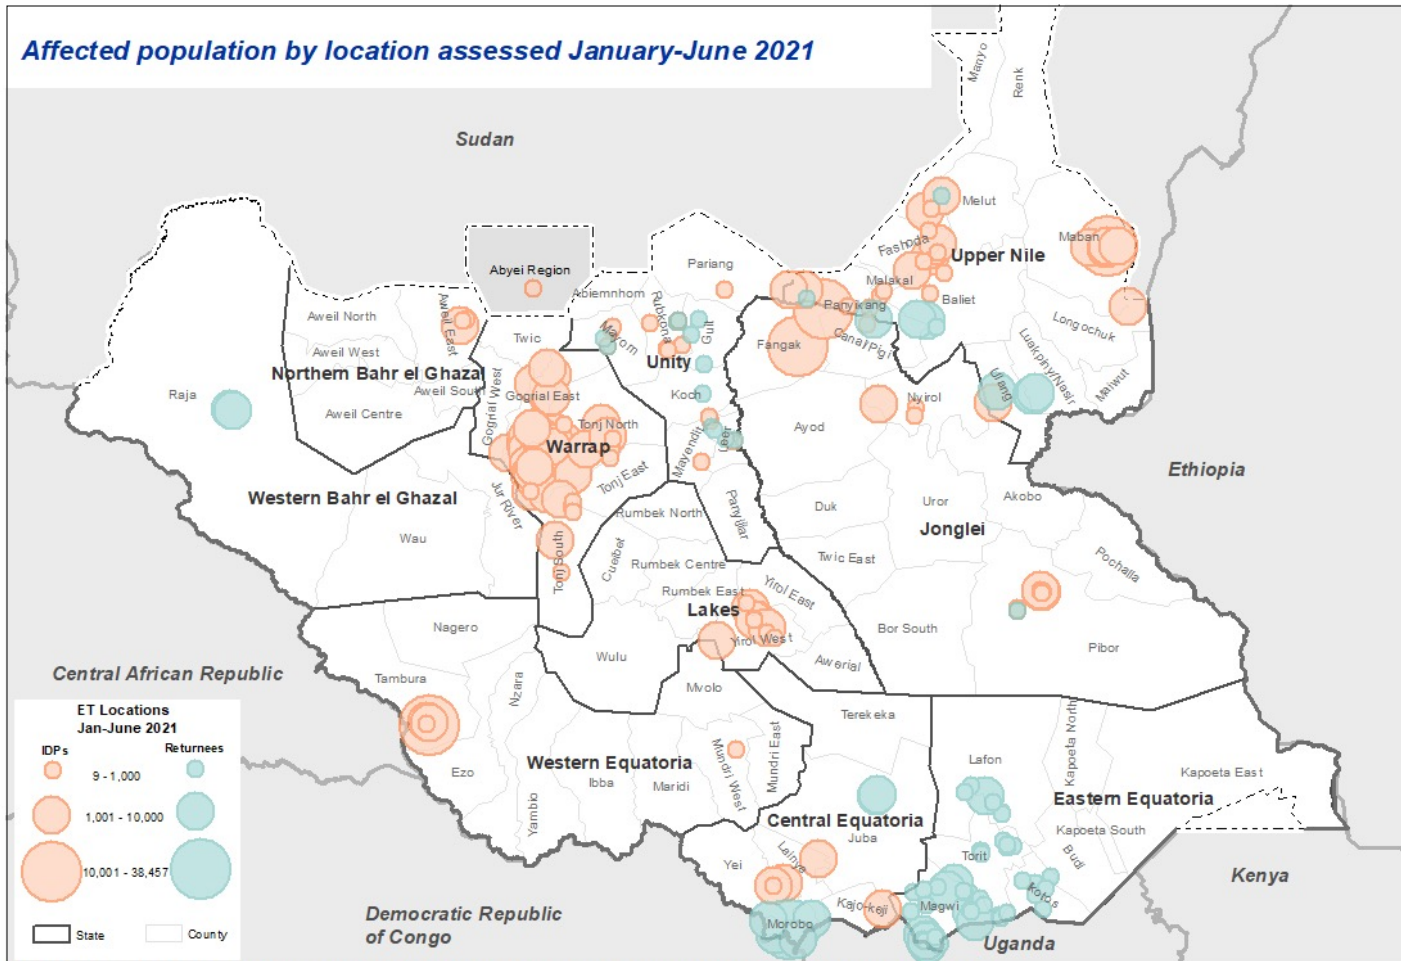 Affected population by location assessed January-June 2021
Sudan
Manyo
Renk
Melut
Maban
Fashoda
Upper Nile
Abyei Region
Pariang
Abiemnhom
Malakal
Baliet
Panyikang
Longochuk
Aweil North
Aweil East
Twic
Mayom
Rubkona
Guit
Canal/Pigi
Fangak
Luakpiny/Nasir
Aweil West
Unity
Northern Bahr el Ghazal
Raja
Aweil South
Gogrial West
Gogrial East
Koch
Ulang
Maiwut
Nyirol
Aweil Centre
Tonj North
Ayod
Warrap
Mayendit
Leer
Ethiopia
Tonj East
Western Bahr el Ghazal
Jur River
Panyijiar
Akobo
Uror
Duk
Rumbek North
Jonglei
Wau
Cueibet
Rumbek Centre
Twic East
Pochalla
Tonj South
Rumbek East
Yirol East
Lakes
Nagero
Yirol West
Bor South
Pibor
Wulu
Awerial
Central African Republic
Tambura
Nzara
Mvolo
Terekeka
Kapoeta North
ET Locations
Jan-June 2021
IDPs
Returnees
9 - 1,000
1,001 - 10,000
10,001 - 38,457
State
County
Western Equatoria
Mundri West
Mundri East
Lafon
Kapoeta East
Ezo
Ibba
Maridi
Yambio
Eastern Equatoria
Central Equatoria
Juba
Kapoeta South
Yei
Lainya
Torit
Budi
Kenya
Kajo-keji
Magwi
Ikotos
Morobo
Democratic Republic
of Congo
Uganda